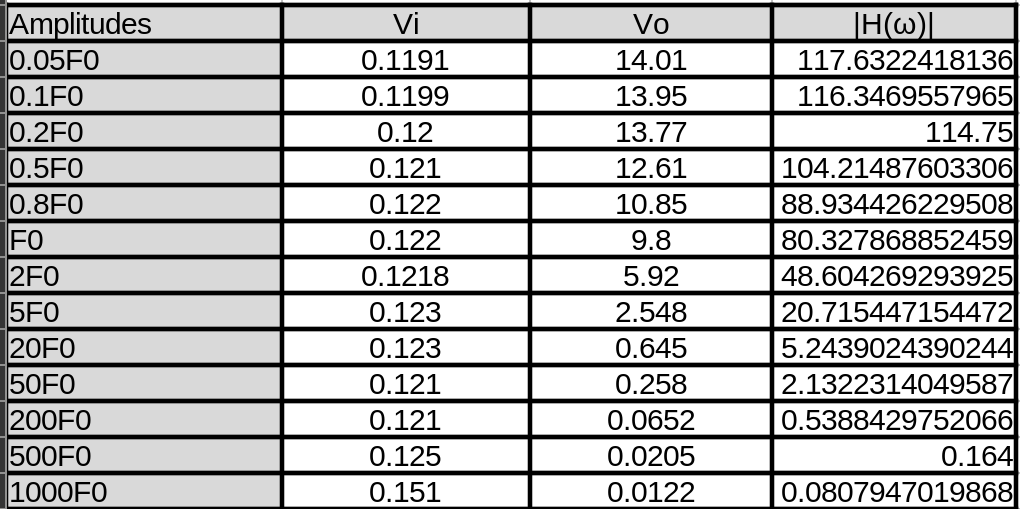 Amplitudes Vi Vo |H(ω)|
0.05F0 0.1191 14.01 117.6322418136
0.1F0 0.1199 13.95 116.3469557965
0.2F0 0.12 13.77 114.75
0.5F0 0.121 12.61 104.21487603306
0.8F0 0.122 10.85 88.934426229508
F0 0.122 9.8 80.327868852459
2F0 0.1218 5.92 48.604269293925
5F0 0.123 2.548 20.715447154472
20F0 0.123 0.645 5.2439024390244
50F0 0.121 0.258 2.1322314049587
200F0 0.121 0.0652 0.5388429752066
500F0 0.125 0.0205 0.164
1000F0 0.151 0.0122 0.0807947019868